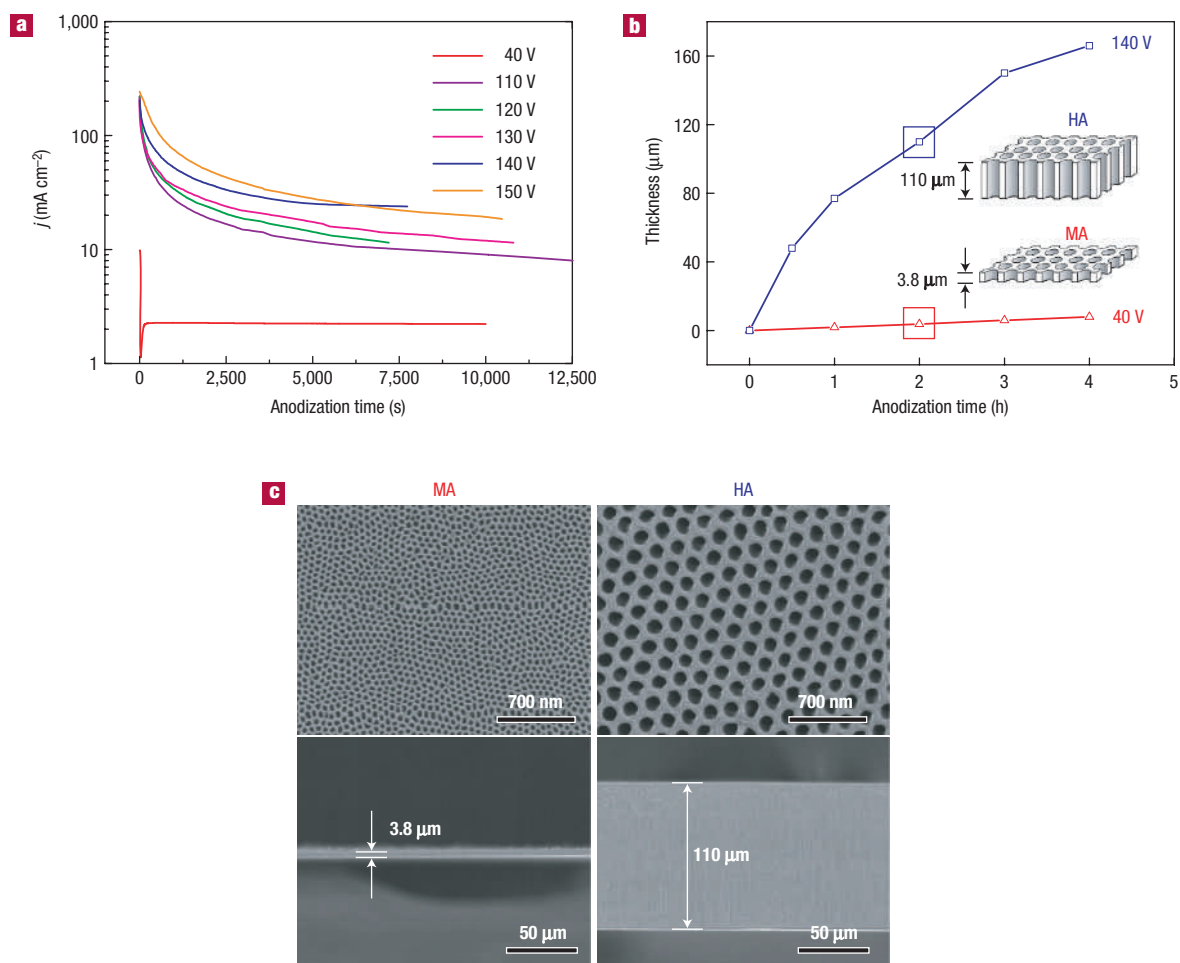 a
1,000
100
10
1
j (mA cm−2)
0
2,500
5,000
7,500
10,000
12,500
Anodization time (s)
40 V
110 V
120 V
130 V
140 V
150 V
b
160
120
80
40
0
Thickness (μm)
0
1
2
3
4
5
Anodization time (h)
140 V
HA
110 μm
MA
3.8 μm
40 V
c
MA
HA
700 nm
700 nm
3.8 μm
50 μm
110 μm
50 μm